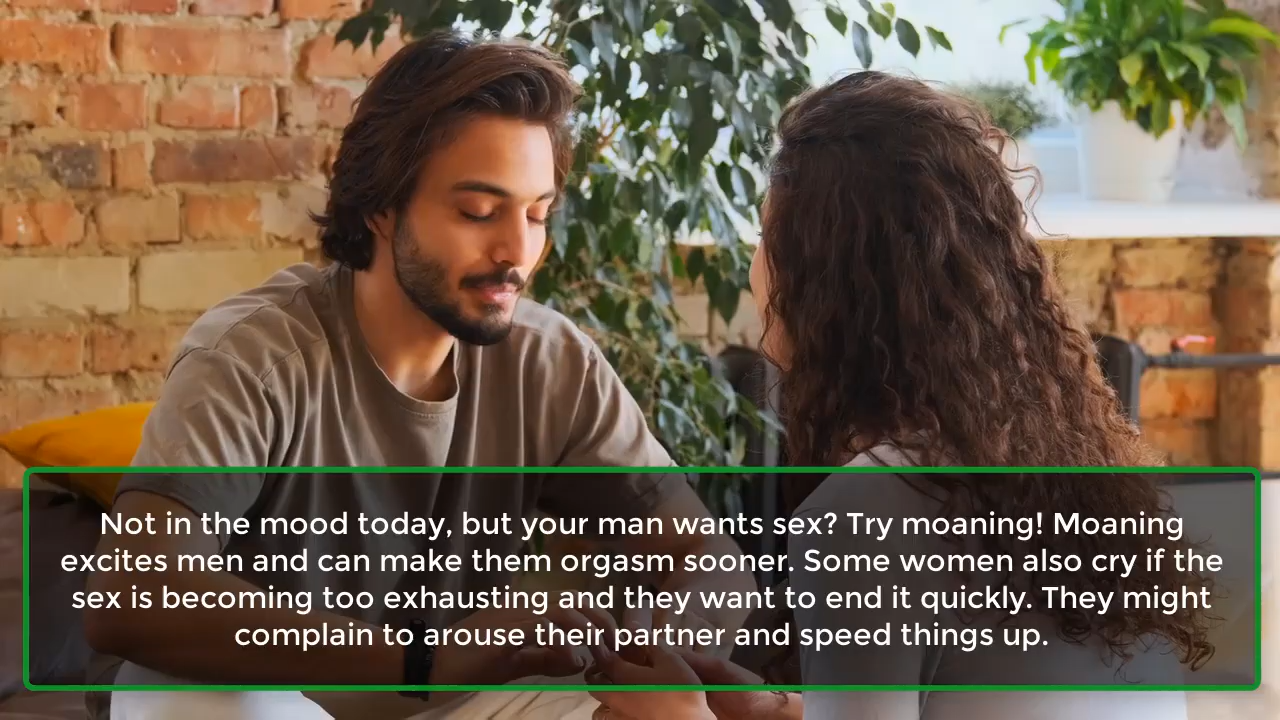 Not in the mood today, but your man wants sex? Try moaning! Moaning
excites men and can make them orgasm sooner. Some women also cry if the
sex is becoming too exhausting and they want to end it quickly. They might
complain to arouse their partner and speed things up.